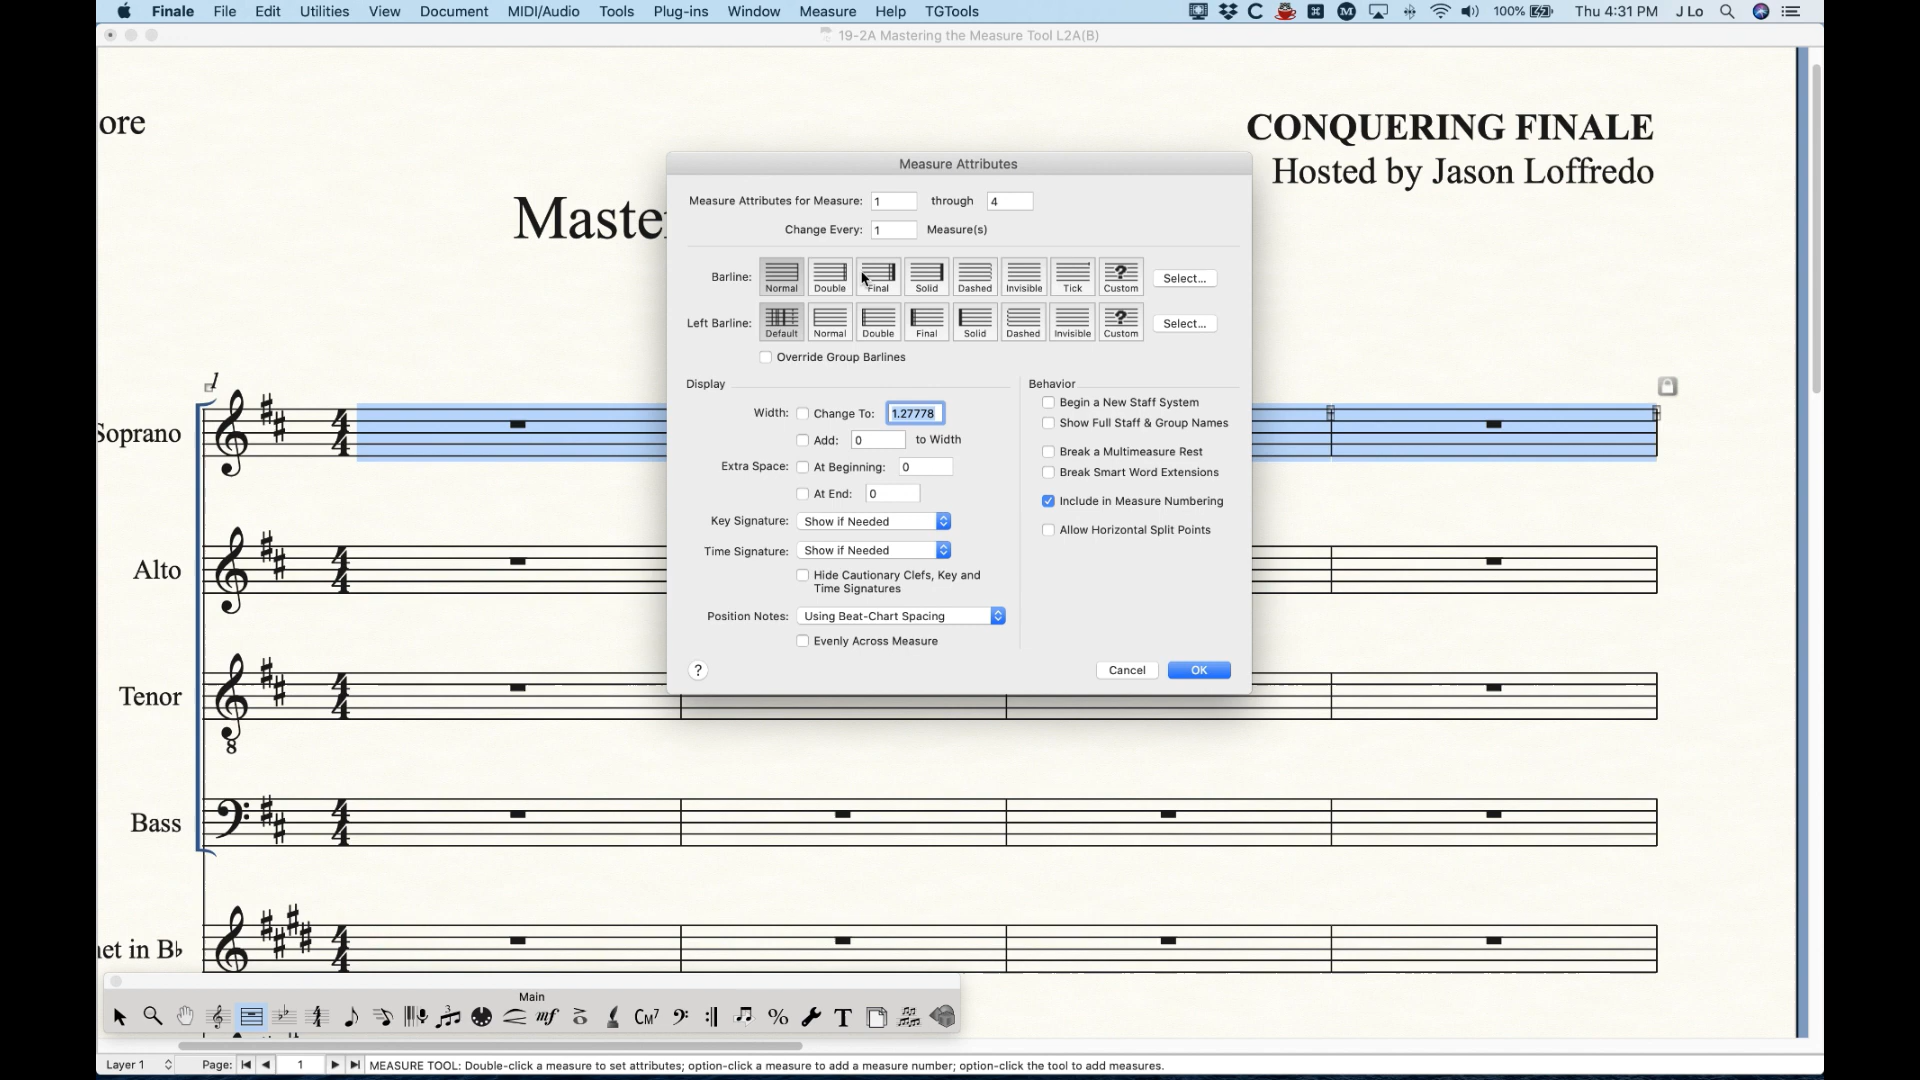 Finale File Edit Utilities View Document MIDI/Audio Tools Plug-ins Window Measure Help TGTools 100% Thu 4:31 PM J Lo
19-2A Mastering the Measure Tool L2A(B)
ore
CONQUERING FINALE
Hosted by Jason Loffredo
Measure Attributes
Measure Attributes for Measure: 1 through 4
Change Every: 1 Measure(s)
Barline: Normal Double Final Solid Dashed Invisible Tick Custom Select...
Left Barline: Default Normal Double Final Solid Dashed Invisible Custom Select...
Override Group Barlines
Display
Width: Change To: 1.27778
Add: 0 to Width
Extra Space: At Beginning: 0
At End: 0
Key Signature: Show if Needed
Time Signature: Show if Needed
Hide Cautionary Clefs, Key and
Time Signatures
Position Notes: Using Beat-Chart Spacing
Evenly Across Measure
Behavior
Begin a New Staff System
Show Full Staff & Group Names
Break a Multimeasure Rest
Break Smart Word Extensions
Include in Measure Numbering
Allow Horizontal Split Points
? Cancel OK
1
Soprano
Alto
Tenor
8
Bass
net in B♭
Main
Layer 1 Page: 1 MEASURE TOOL: Double-click a measure to set attributes; option-click a measure to add a measure number; option-click the tool to add measures.